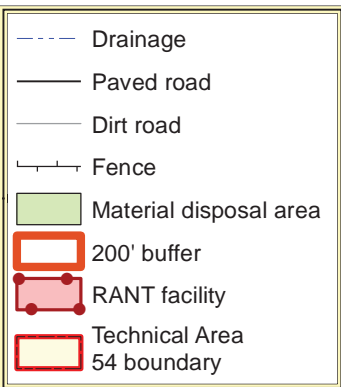 Drainage
Paved road
Dirt road
Fence
Material disposal area
200' buffer
RANT facility
Technical Area
54 boundary